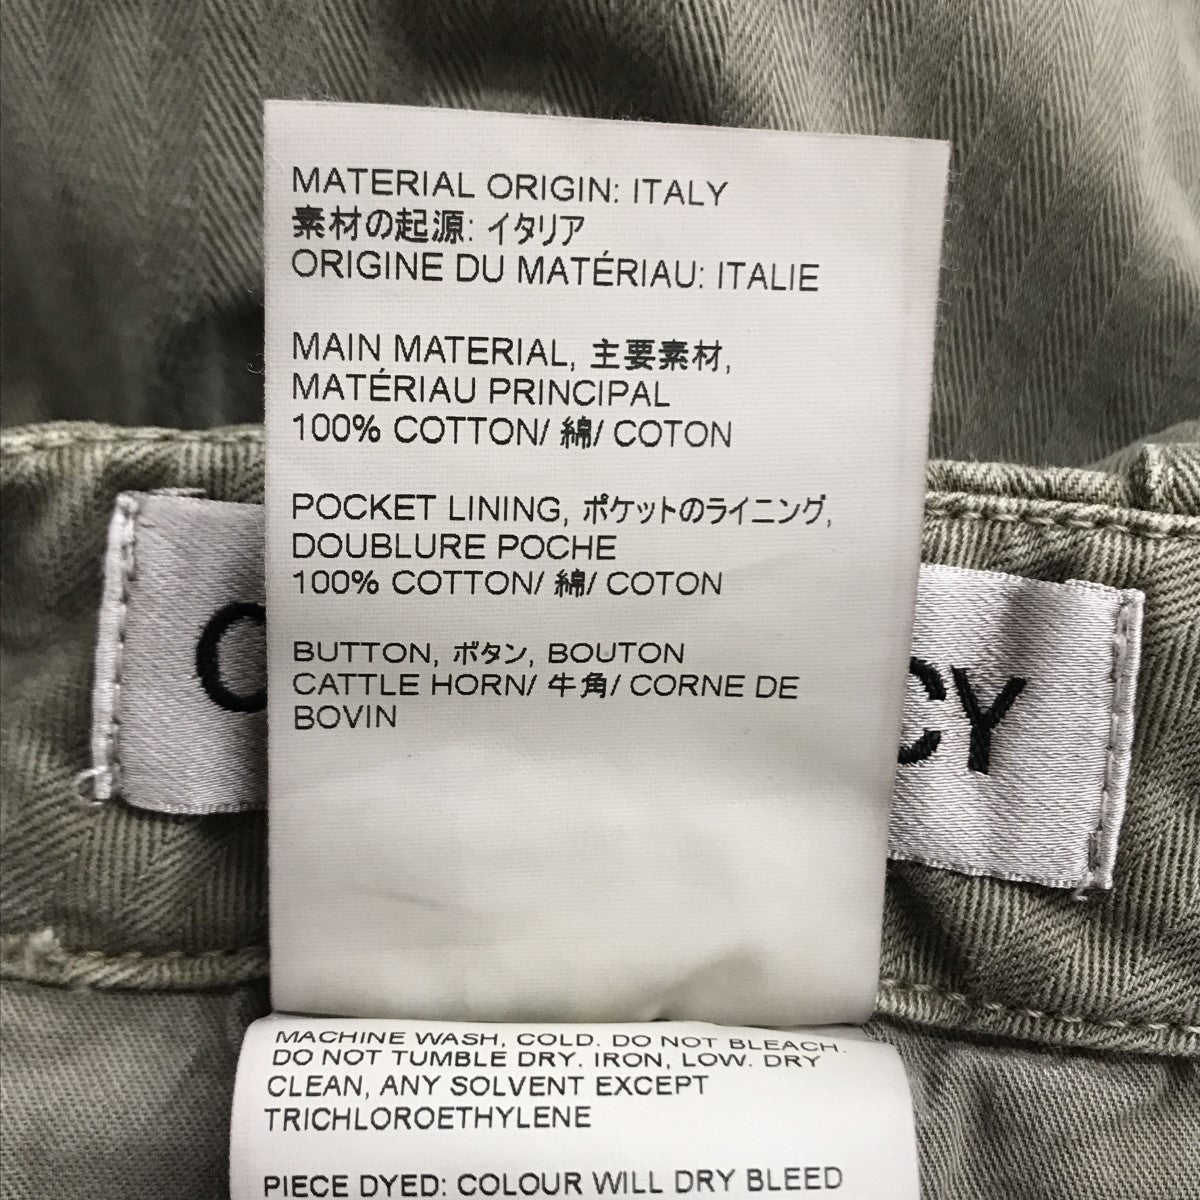 MATERIAL ORIGIN: ITALY
素材の起源: イタリア
ORIGINE DU MATÉRIAU: ITALIE
MAIN MATERIAL, 主要素材,
MATÉRIAU PRINCIPAL
100% COTTON/ 綿/ COTON
POCKET LINING, ポケットのライニング,
DOUBLURE POCHE
100% COTTON/ 綿/ COTON
BUTTON, ボタン, BOUTON
CATTLE HORN/ 牛角/ CORNE DE
BOVIN
MACHINE WASH, COLD. DO NOT BLEACH.
DO NOT TUMBLE DRY. IRON, LOW. DRY
CLEAN, ANY SOLVENT EXCEPT
TRICHLOROETHYLENE
PIECE DYED: COLOUR WILL DRY BLEED